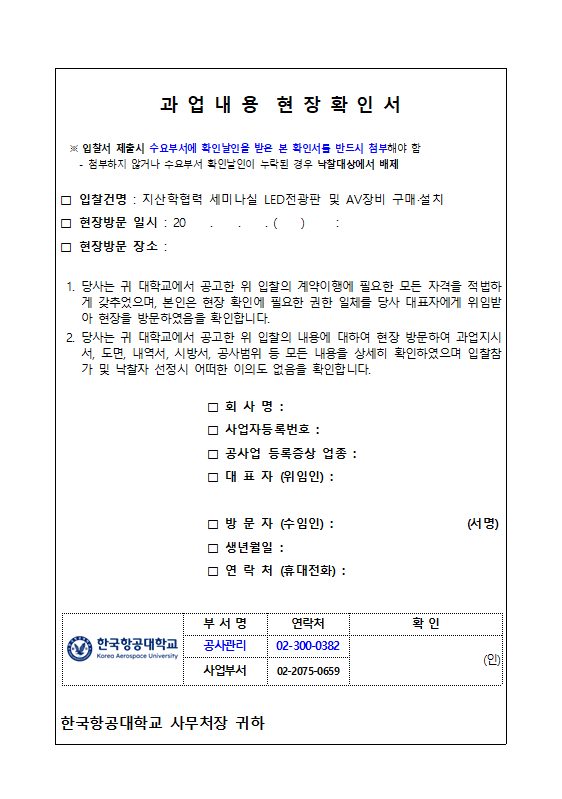 과 업 내 용 현 장 확 인 서
※ 입찰서 제출시 수요부서에 확인날인을 받은 본 확인서를 반드시 첨부해야 함
- 첨부하지 않거나 수요부서 확인날인이 누락된 경우 낙찰대상에서 배제
□ 입찰건명 : 지산학협력 세미나실 LED전광판 및 AV장비 구매·설치
□ 현장방문 일시 : 20 . . . ( ) :
□ 현장방문 장소 :
1. 당사는 귀 대학교에서 공고한 위 입찰의 계약이행에 필요한 모든 자격을 적법하
게 갖추었으며, 본인은 현장 확인에 필요한 권한 일체를 당사 대표자에게 위임받
아 현장을 방문하였음을 확인합니다.
2. 당사는 귀 대학교에서 공고한 위 입찰의 내용에 대하여 현장 방문하여 과업지시
서, 도면, 내역서, 시방서, 공사범위 등 모든 내용을 상세히 확인하였으며 입찰참
가 및 낙찰자 선정시 어떠한 이의도 없음을 확인합니다.
□ 회 사 명 :
□ 사업자등록번호 :
□ 공사업 등록증상 업종 :
□ 대 표 자 (위임인) :
□ 방 문 자 (수임인) : (서명)
□ 생년월일 :
□ 연 락 처 (휴대전화) :
부 서 명 연락처 확 인
한국항공대학교
Korea Aerospace University
공사관리 02-300-0382
(인)
사업부서 02-2075-0659
한국항공대학교 사무처장 귀하